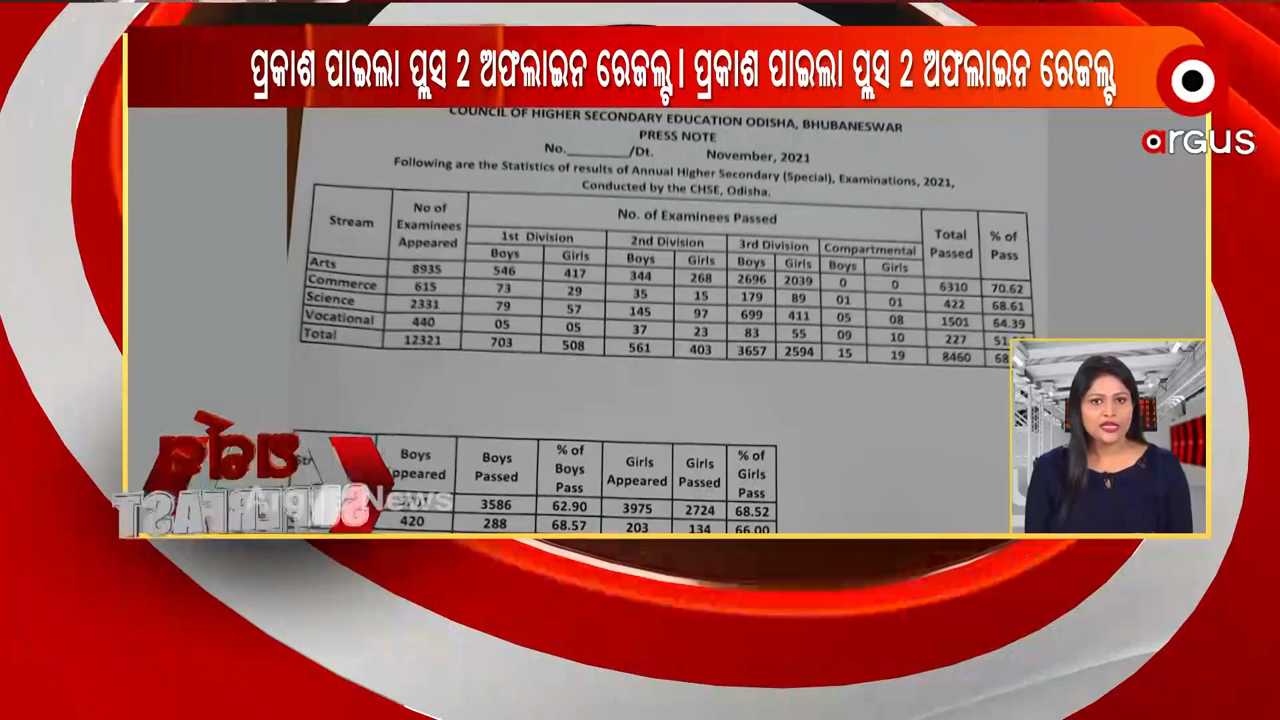 ପ୍ରକାଶ ପାଇଲା ପ୍ଲସ 2 ଅଫଲାଇନ ରେଜଲ୍ଟ। ପ୍ରକାଶ ପାଇଲା ପ୍ଲସ 2 ଅଫଲାଇନ ରେଜଲ୍ଟ
argus
COUNCIL OF HIGHER SECONDARY EDUCATION ODISHA, BHUBANESWAR
PRESS NOTE
No.________/Dt. November, 2021
Following are the Statistics of results of Annual Higher Secondary (Special), Examinations, 2021,
Conducted by the CHSE, Odisha.
Stream No of Examinees Appeared No. of Examinees Passed Total Passed % of Pass
1st Division 2nd Division 3rd Division Compartmental
Boys Girls Boys Girls Boys Girls Boys Girls
Arts 8935 546 417 344 268 2696 2039 0 0 6310 70.62
Commerce 615 73 29 35 15 179 89 01 01 422 68.61
Science 2331 79 57 145 97 699 411 05 08 1501 64.39
Vocational 440 05 05 37 23 83 55 09 10 227
Total 12321 703 508 561 403 3657 2594 15 19 8460
Boys Appeared Boys Passed % of Boys Pass Girls Appeared Girls Passed % of Girls Pass
3586 62.90 3975 2724 68.52
420 288 68.57 203 134 66.00
Argus News